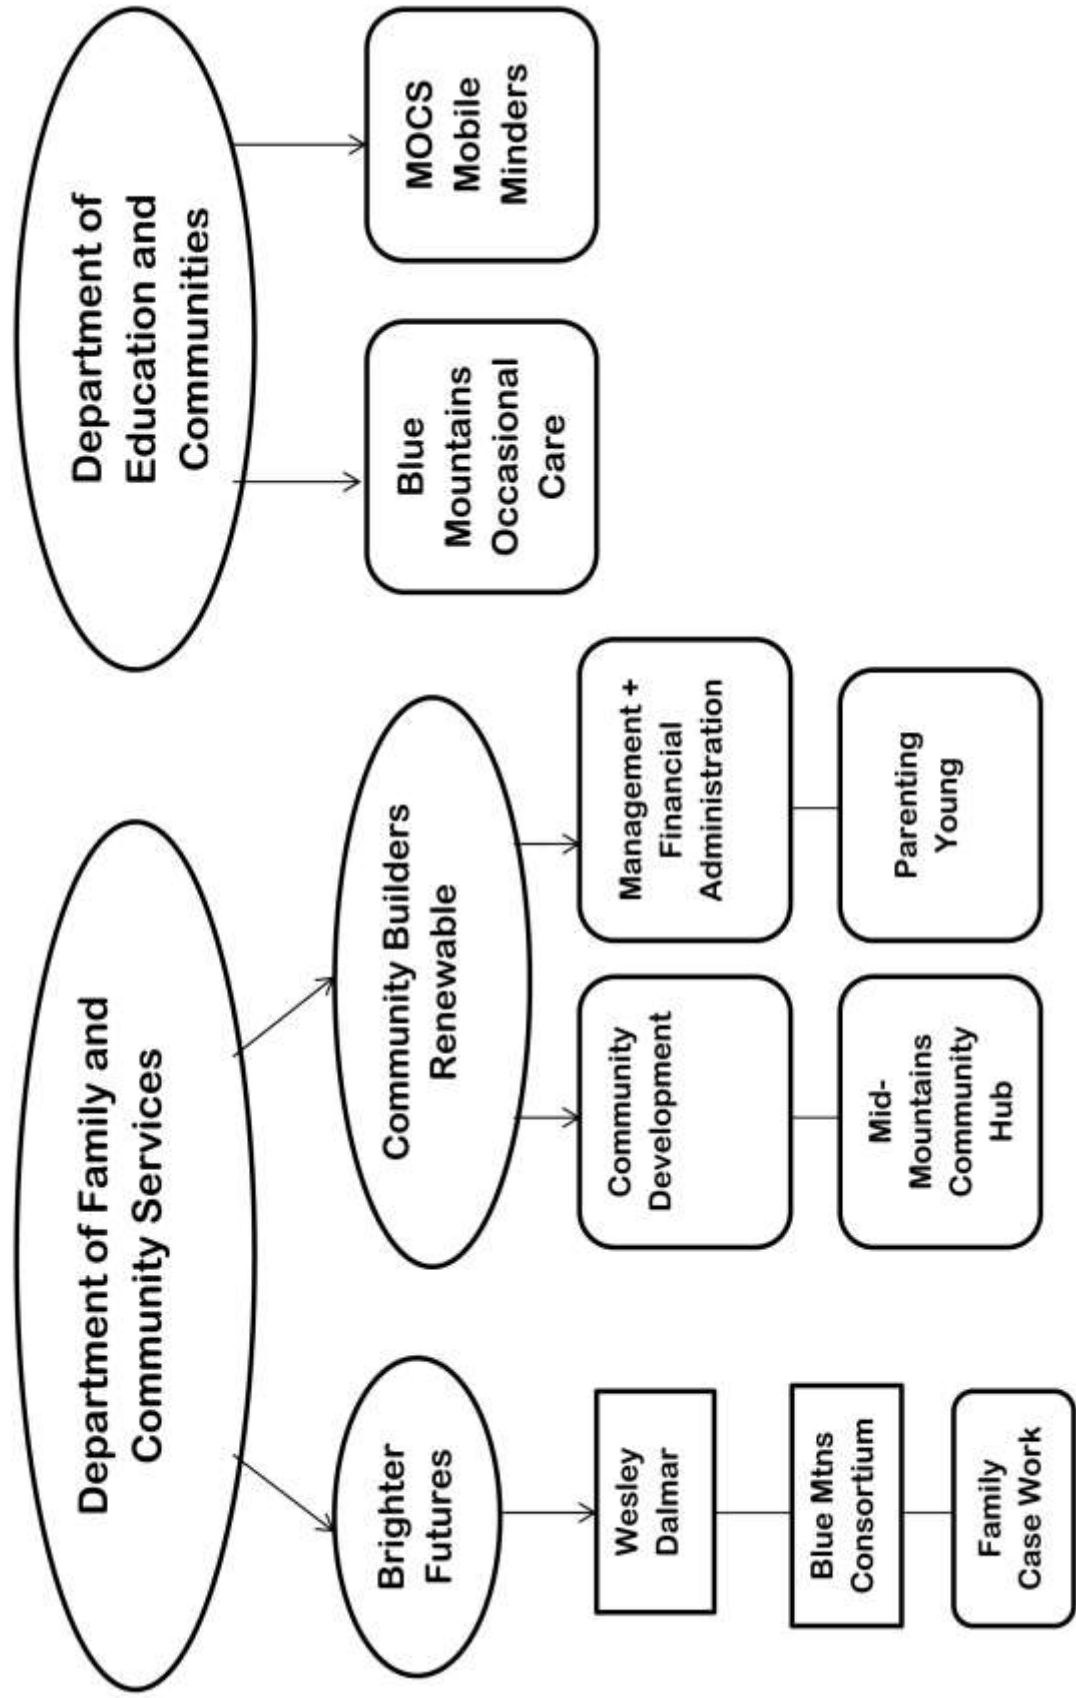 Department of Family and
Community Services
Department of
Education and
Communities
Brighter
Futures
Community Builders
Renewable
Blue
Mountains
Occasional
Care
MOCS
Mobile
Minders
Wesley
Dalmar
Community
Development
Management +
Financial
Administration
Blue Mtns
Consortium
Mid-
Mountains
Community
Hub
Parenting
Young
Family
Case Work